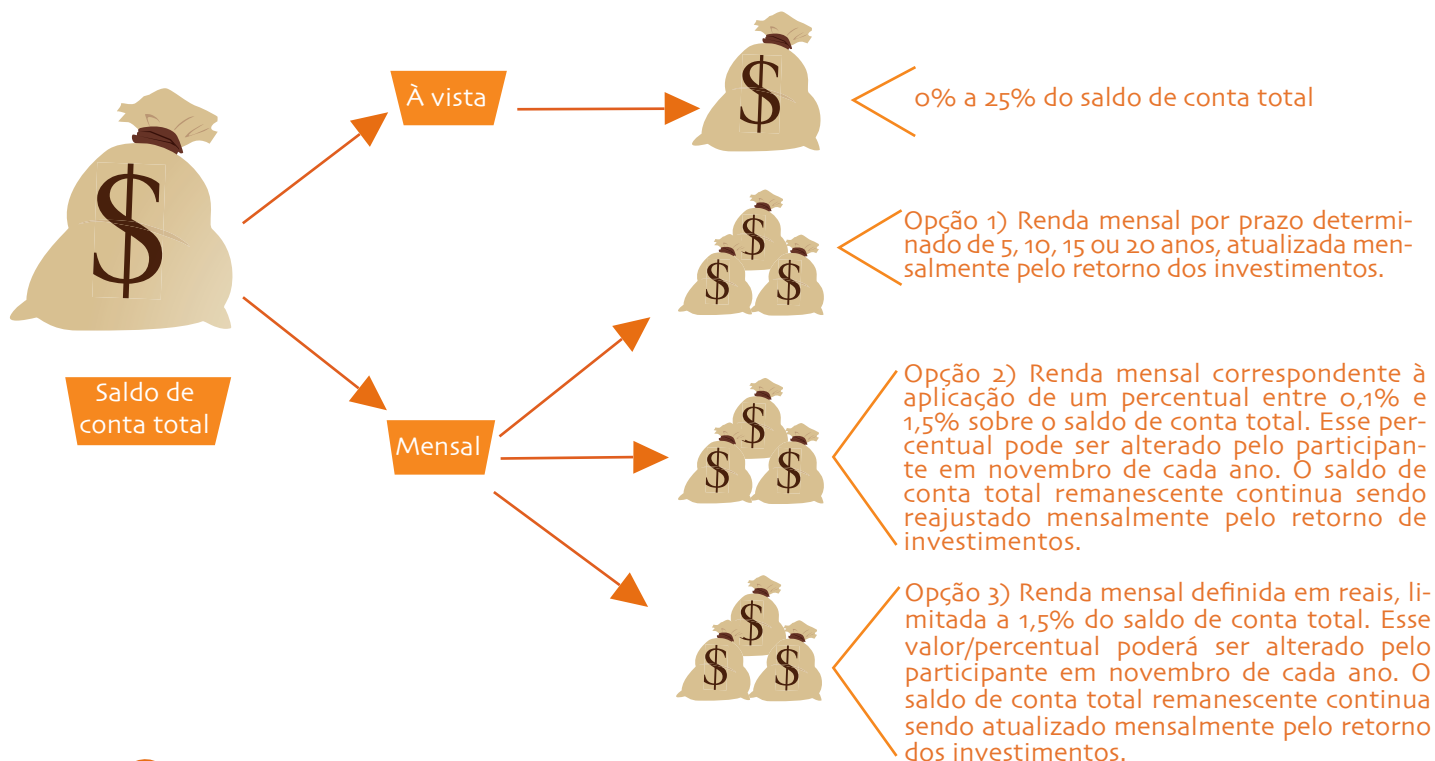 À vista
$
0% a 25% do saldo de conta total
$
Saldo de
conta total
Mensal
$
$ $
Opção 1) Renda mensal por prazo determi-
nado de 5, 10, 15 ou 20 anos, atualizada men-
salmente pelo retorno dos investimentos.
$
$ $
Opção 2) Renda mensal correspondente à
aplicação de um percentual entre 0,1% e
1,5% sobre o saldo de conta total. Esse per-
centual pode ser alterado pelo participan-
te em novembro de cada ano. O saldo de
conta total remanescente continua sendo
reajustado mensalmente pelo retorno de
investimentos.
$
$ $
Opção 3) Renda mensal definida em reais, li-
mitada a 1,5% do saldo de conta total. Esse
valor/percentual poderá ser alterado pelo
participante em novembro de cada ano. O
saldo de conta total remanescente continua
sendo atualizado mensalmente pelo retorno
dos investimentos.